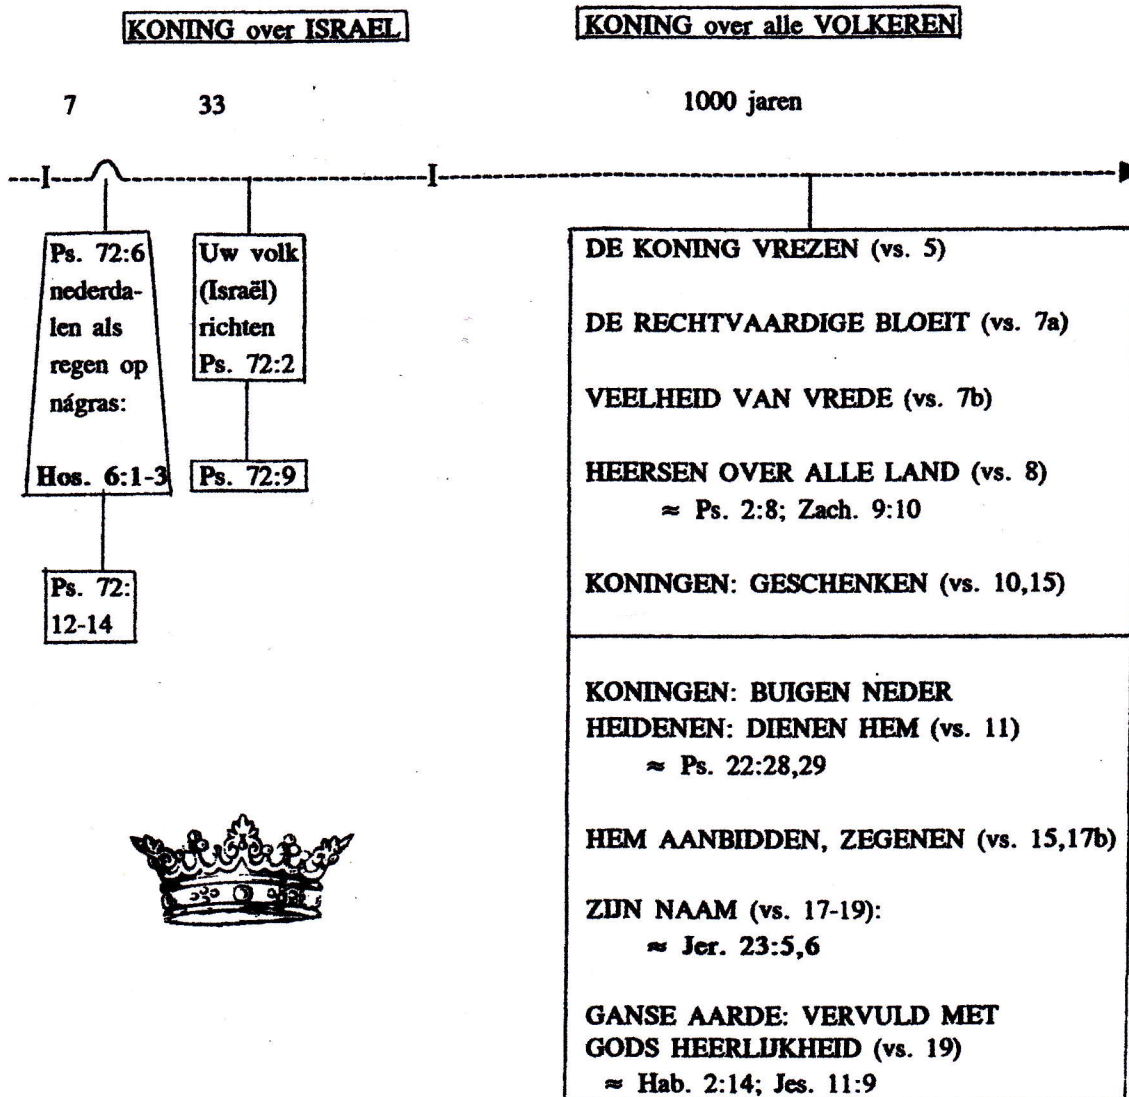 KONING over ISRAEL
KONING over alle VOLKEREN
7 33
1000 jaren
Ps. 72:6
nederda-
len als
regen op
nágras:
Hos. 6:1-3
Ps. 72:
12-14
Uw volk
(Israël)
richten
Ps. 72:2
Ps. 72:9
DE KONING VREZEN (vs. 5)
DE RECHTVAARDIGE BLOEIT (vs. 7a)
VEELHEID VAN VREDE (vs. 7b)
HEERSEN OVER ALLE LAND (vs. 8)
≈ Ps. 2:8; Zach. 9:10
KONINGEN: GESCHENKEN (vs. 10,15)
KONINGEN: BUIGEN NEDER
HEIDENEN: DIENEN HEM (vs. 11)
≈ Ps. 22:28,29
HEM AANBIDDEN, ZEGENEN (vs. 15,17b)
ZIJN NAAM (vs. 17-19):
≈ Jer. 23:5,6
GANSE AARDE: VERVULD MET
GODS HEERLIJKHEID (vs. 19)
≈ Hab. 2:14; Jes. 11:9